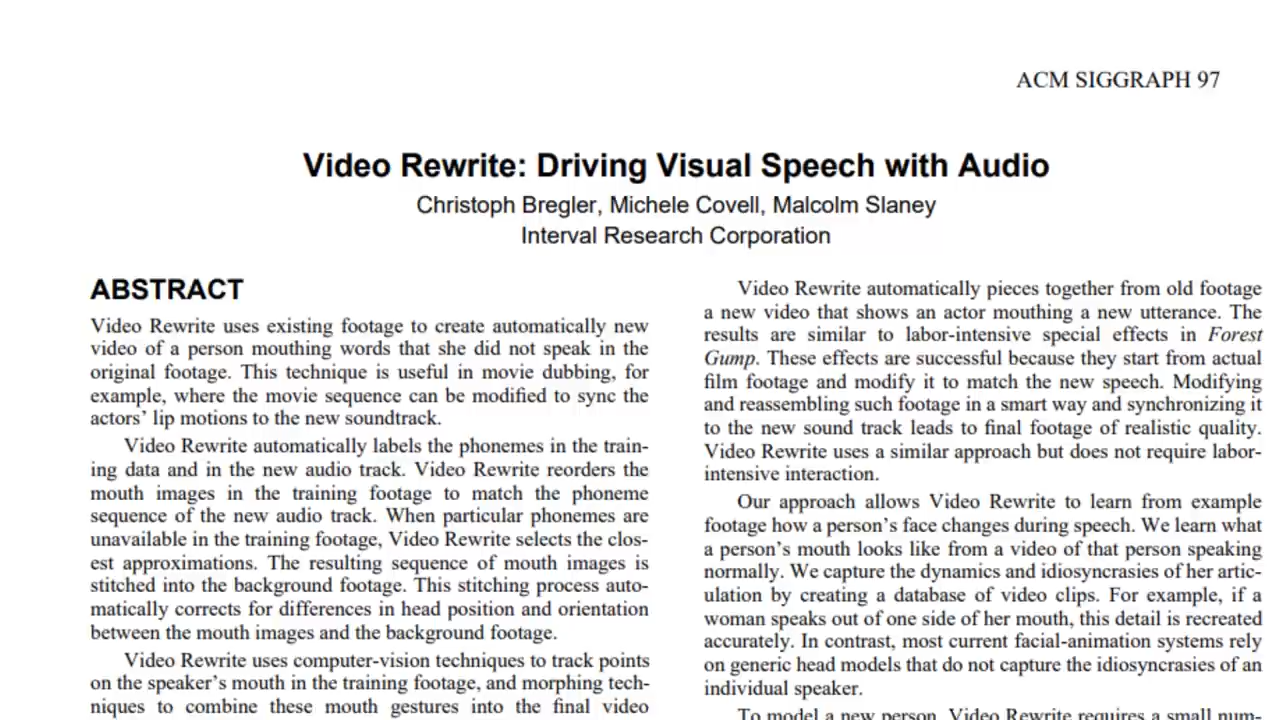 ACM SIGGRAPH 97
Video Rewrite: Driving Visual Speech with Audio
Christoph Bregler, Michele Covell, Malcolm Slaney
Interval Research Corporation
ABSTRACT
Video Rewrite uses existing footage to create automatically new
video of a person mouthing words that she did not speak in the
original footage. This technique is useful in movie dubbing, for
example, where the movie sequence can be modified to sync the
actors’ lip motions to the new soundtrack.
Video Rewrite automatically labels the phonemes in the train-
ing data and in the new audio track. Video Rewrite reorders the
mouth images in the training footage to match the phoneme
sequence of the new audio track. When particular phonemes are
unavailable in the training footage, Video Rewrite selects the clos-
est approximations. The resulting sequence of mouth images is
stitched into the background footage. This stitching process auto-
matically corrects for differences in head position and orientation
between the mouth images and the background footage.
Video Rewrite uses computer-vision techniques to track points
on the speaker’s mouth in the training footage, and morphing tech-
niques to combine these mouth gestures into the final video
Video Rewrite automatically pieces together from old footage
a new video that shows an actor mouthing a new utterance. The
results are similar to labor-intensive special effects in Forest
Gump. These effects are successful because they start from actual
film footage and modify it to match the new speech. Modifying
and reassembling such footage in a smart way and synchronizing it
to the new sound track leads to final footage of realistic quality.
Video Rewrite uses a similar approach but does not require labor-
intensive interaction.
Our approach allows Video Rewrite to learn from example
footage how a person’s face changes during speech. We learn what
a person’s mouth looks like from a video of that person speaking
normally. We capture the dynamics and idiosyncrasies of her artic-
ulation by creating a database of video clips. For example, if a
woman speaks out of one side of her mouth, this detail is recreated
accurately. In contrast, most current facial-animation systems rely
on generic head models that do not capture the idiosyncrasies of an
individual speaker.
To model a new person, Video Rewrite requires a small num-